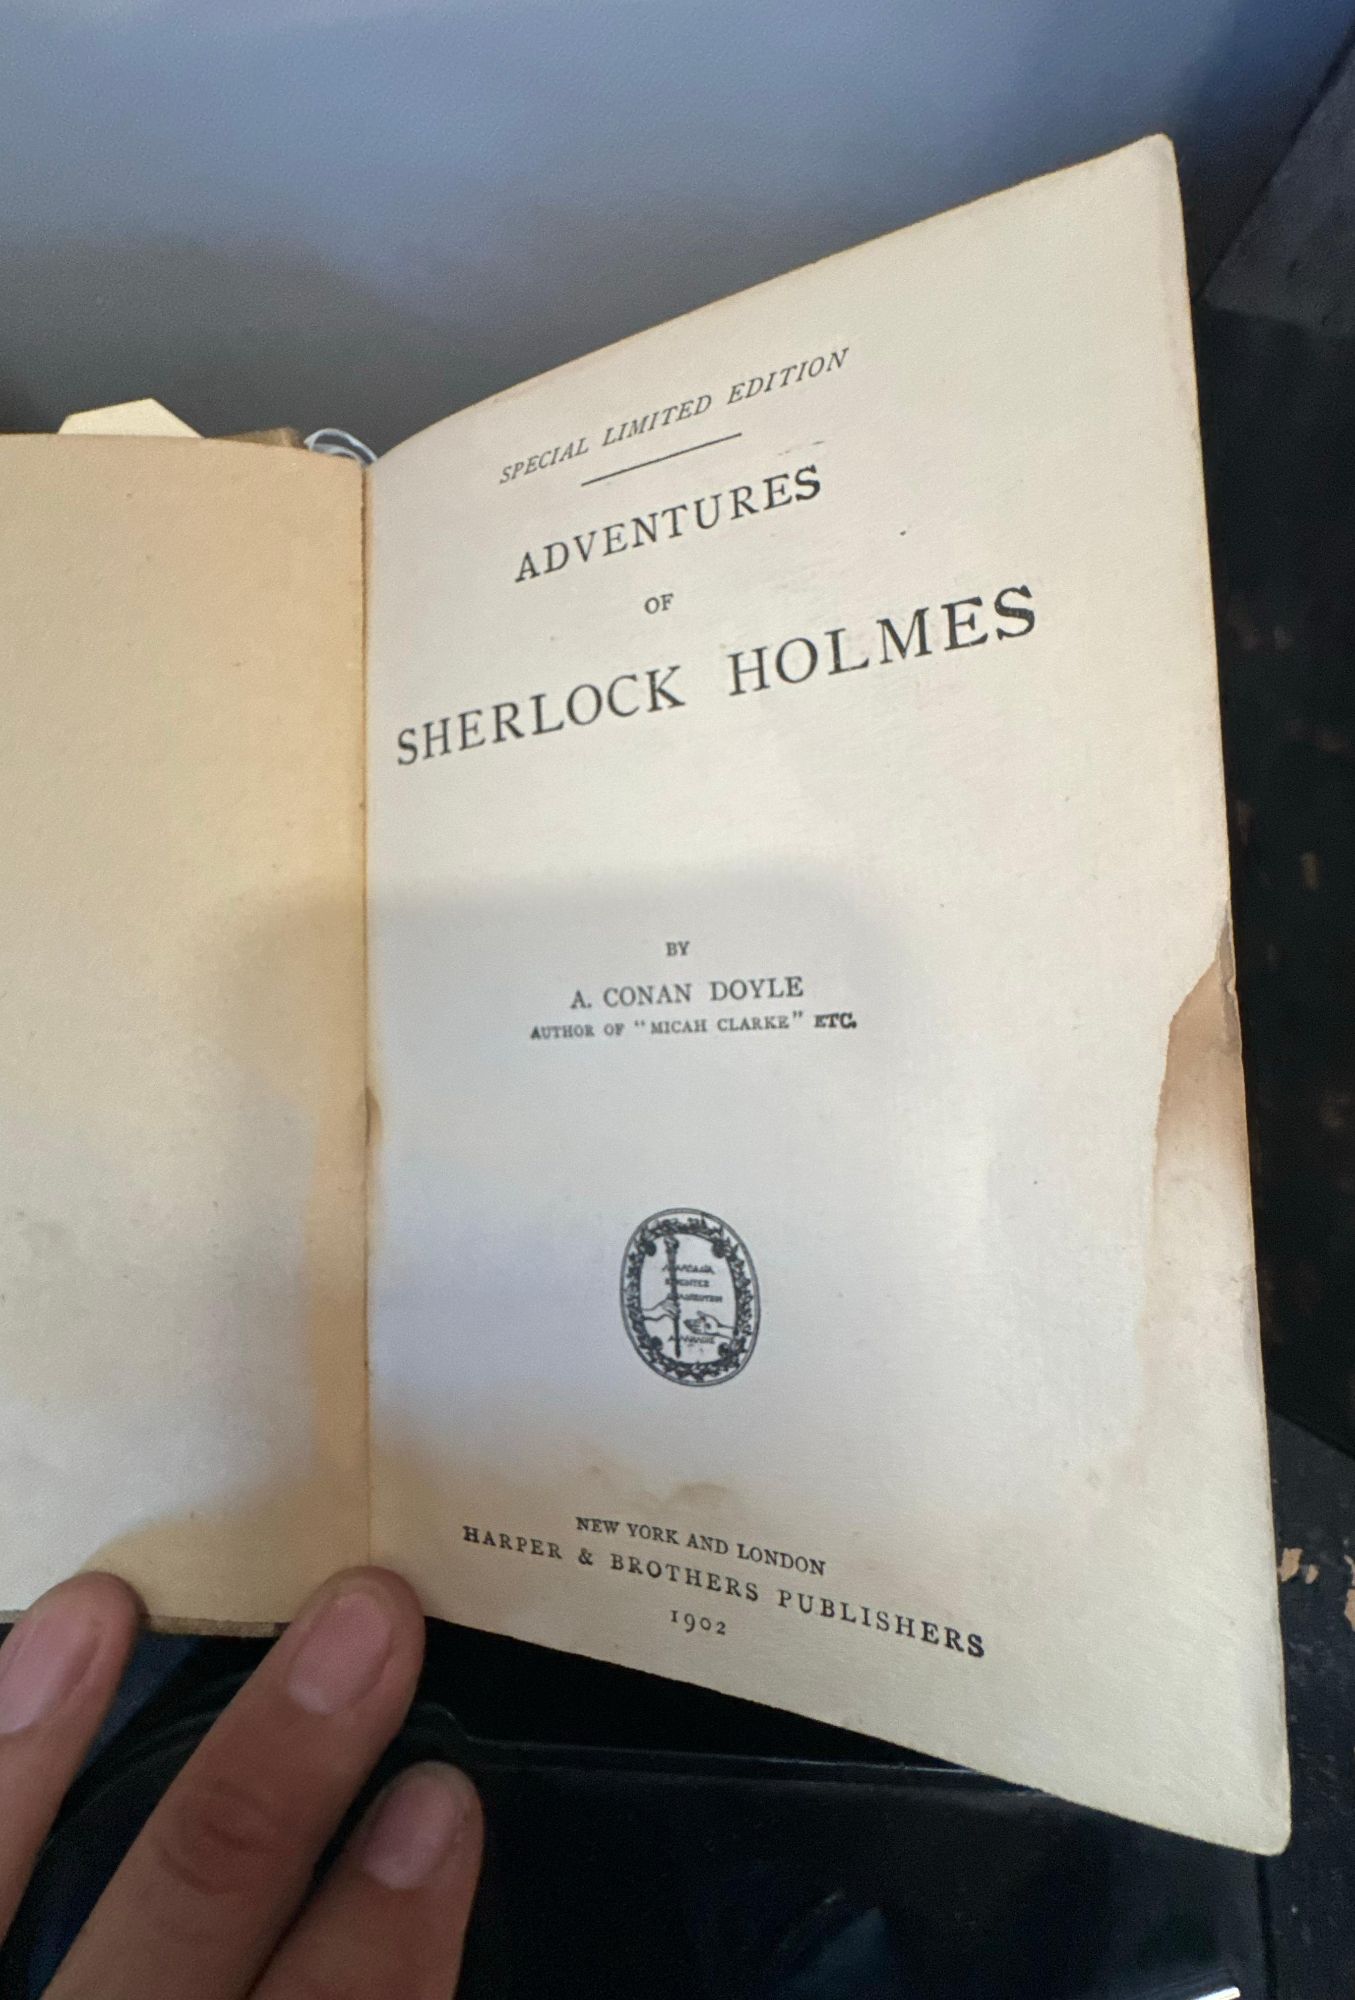 SPECIAL LIMITED EDITION
ADVENTURES
OF
SHERLOCK HOLMES
BY
A. CONAN DOYLE
AUTHOR OF "MICAH CLARKE" ETC.
NEW YORK AND LONDON
HARPER & BROTHERS PUBLISHERS
1902